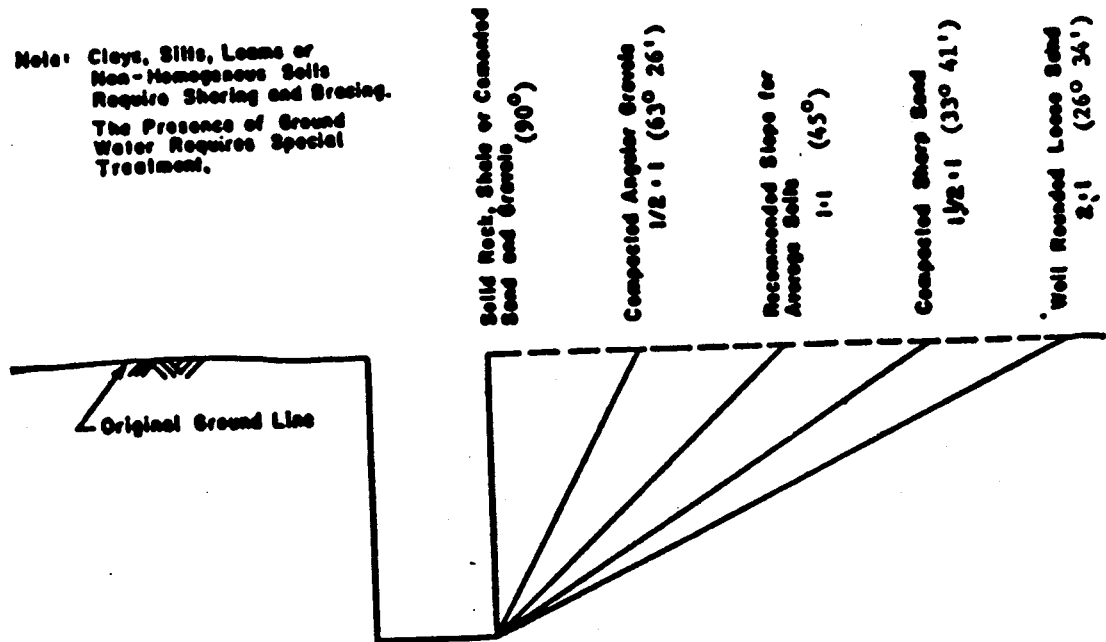 Note: Clays, Silts, Loams or
Non-Homogenous Soils
Require Shoring and Bracing.
The Presence of Ground
Water Requires Special
Treatment.
Solid Rock, Shale or Cemented
Sand and Gravels
(90°)
Compacted Angular Gravels
1/2:1 (63° 26')
Recommended Slope for
Average Soils
1:1 (45°)
Compacted Sharp Sand
1 1/2:1 (33° 41')
Well Rounded Loose Sand
2:1 (26° 34')
Original Ground Line